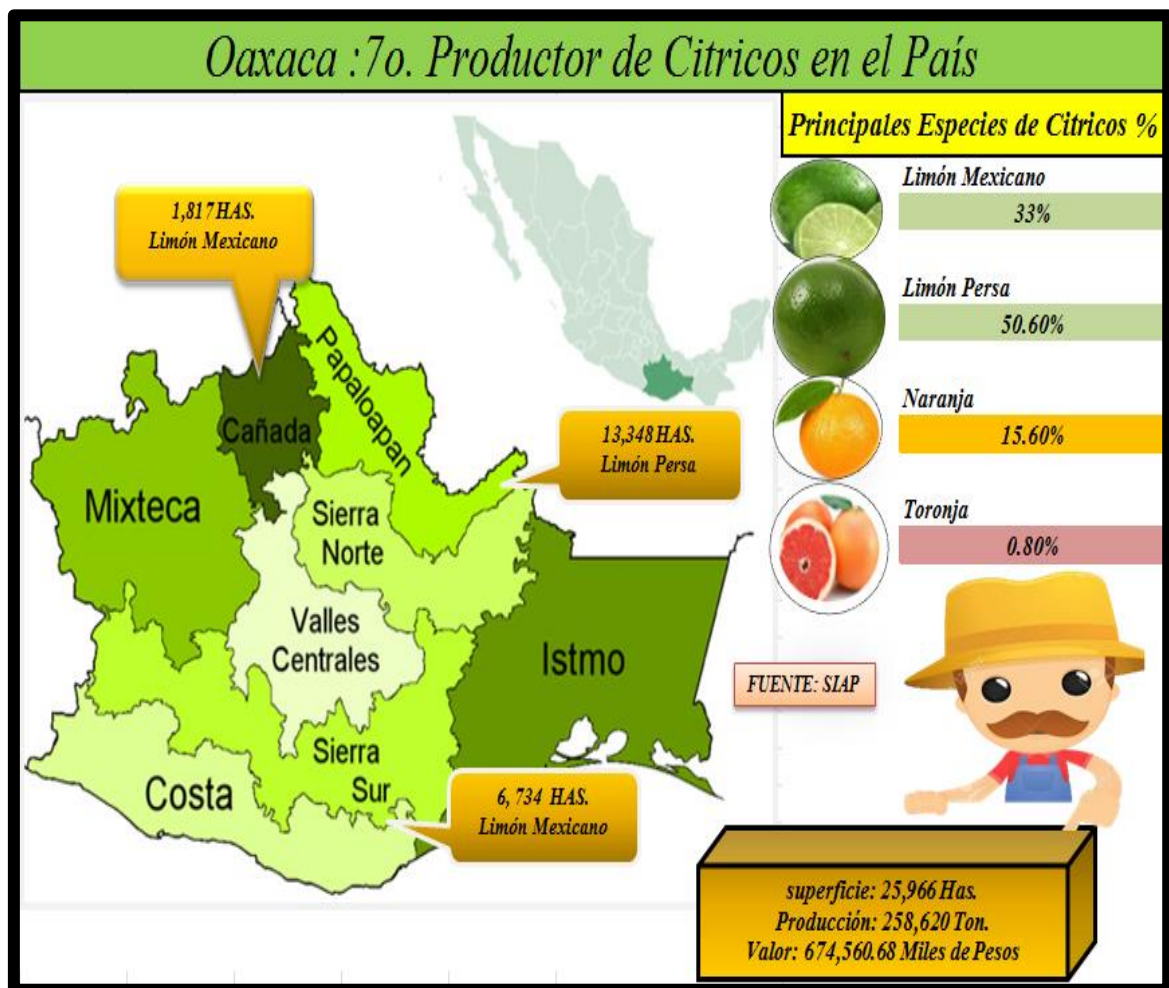 Oaxaca :7o. Productor de Citricos en el País
Principales Especies de Citricos %
Limón Mexicano
33%
Limón Persa
50.60%
Naranja
15.60%
Toronja
0.80%
1,817 HAS.
Limón Mexicano
Papaloapan
Cañada
13,348 HAS.
Limón Persa
Mixteca
Sierra
Norte
Valles
Centrales
Istmo
FUENTE: SIAP
Costa
Sierra
Sur
6, 734 HAS.
Limón Mexicano
superficie: 25,966 Has.
Producción: 258,620 Ton.
Valor: 674,560.68 Miles de Pesos